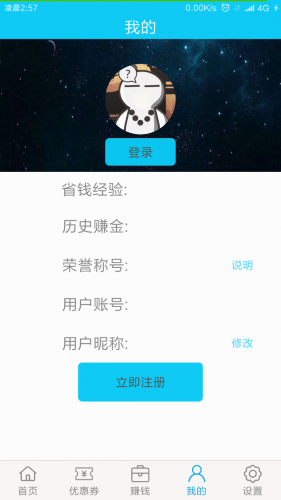 凌晨2:57 0.00K/s 4G
我的
?
登录
省钱经验:
历史赚金:
荣誉称号: 说明
用户账号:
用户昵称: 修改
立即注册
¥
首页 优惠券 赚钱 我的 设置